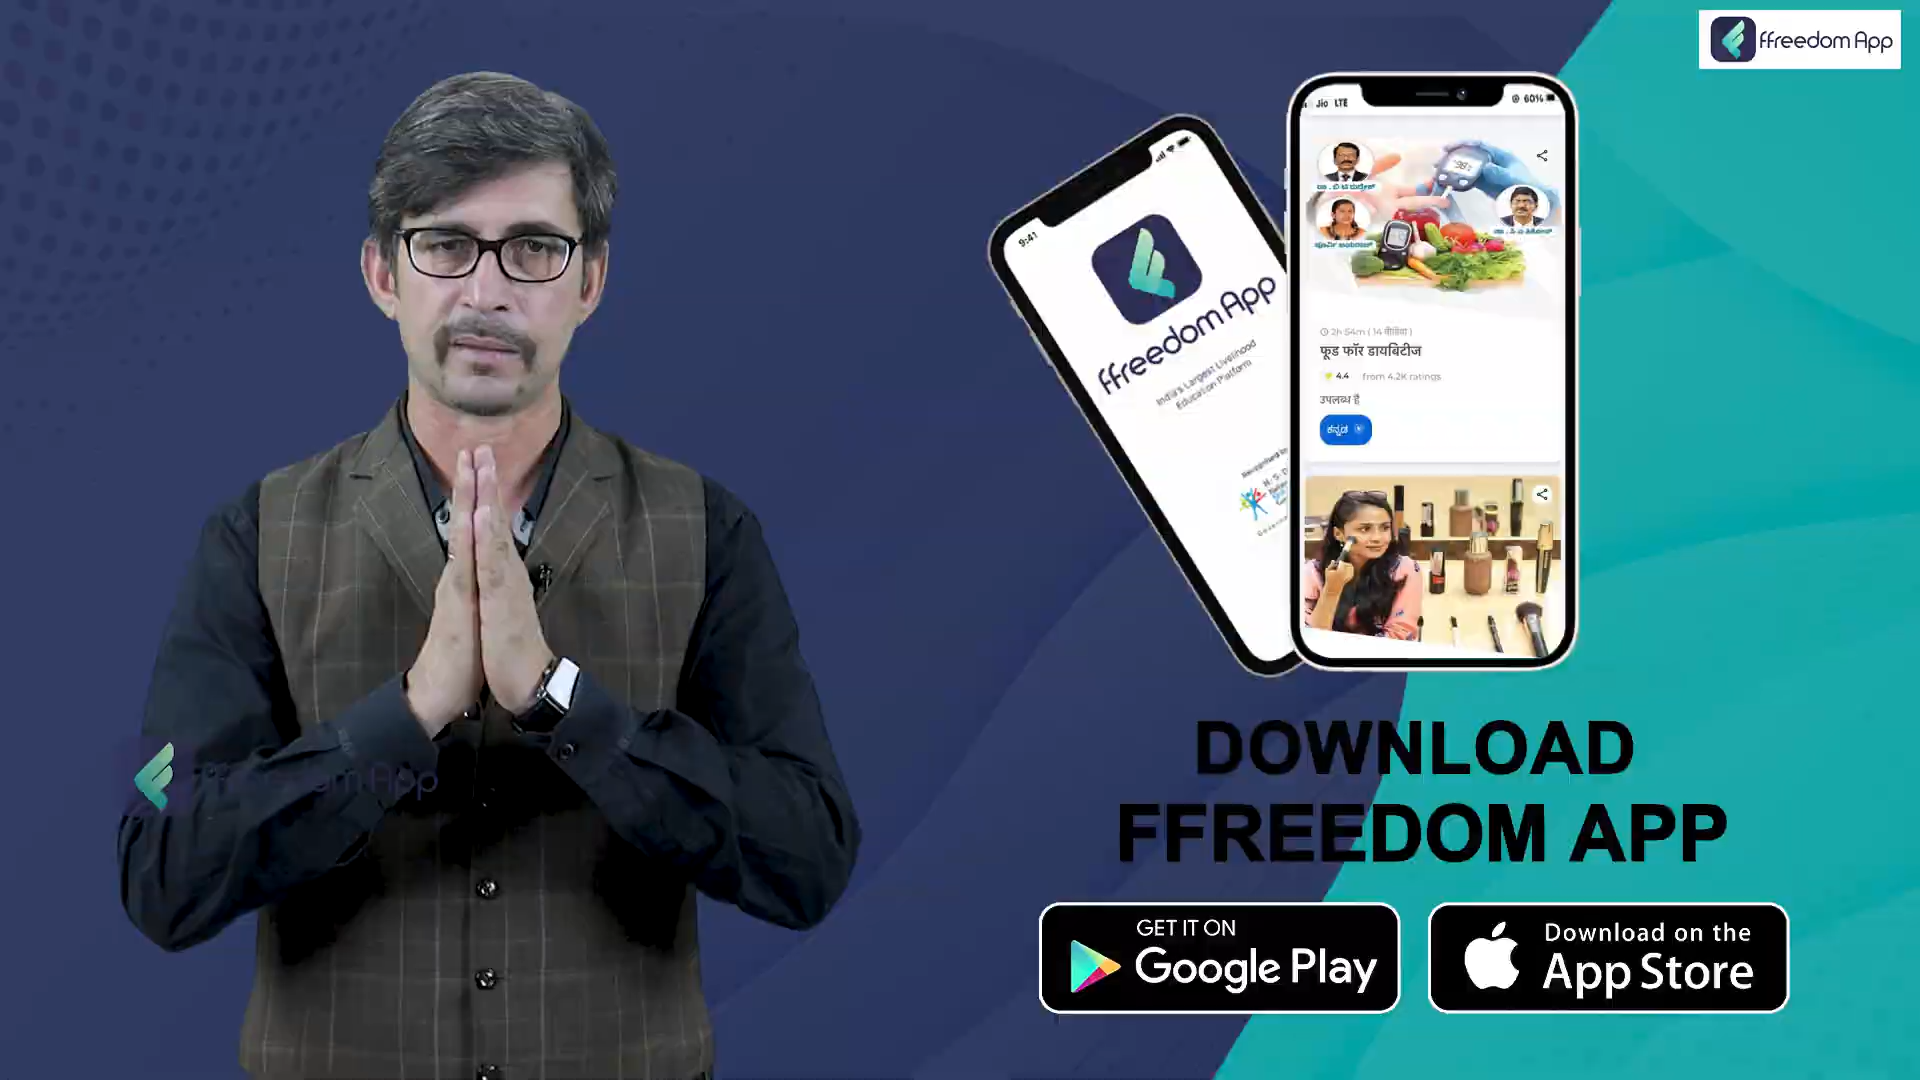 ffreedom App
Jio LTE
60%
9:41
ffreedom App
India's Largest Livelihood
Education Platform
2h 54m ( 14 वीडियो )
फूड फॉर डायबिटीज
4.4 from 4.2K ratings
उपलब्ध है
ಕನ್ನಡ
DOWNLOAD
FFREEDOM APP
GET IT ON
Google Play
Download on the
App Store